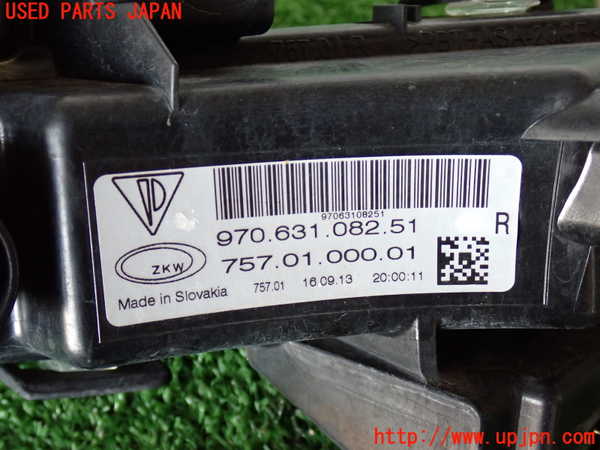 USED PARTS JAPAN
97063108251
970.631.082.51
R
ZKW
757.01.000.01
Made in Slovakia 757.01 16.09.13 20:00:11
http://www.upjpn.com